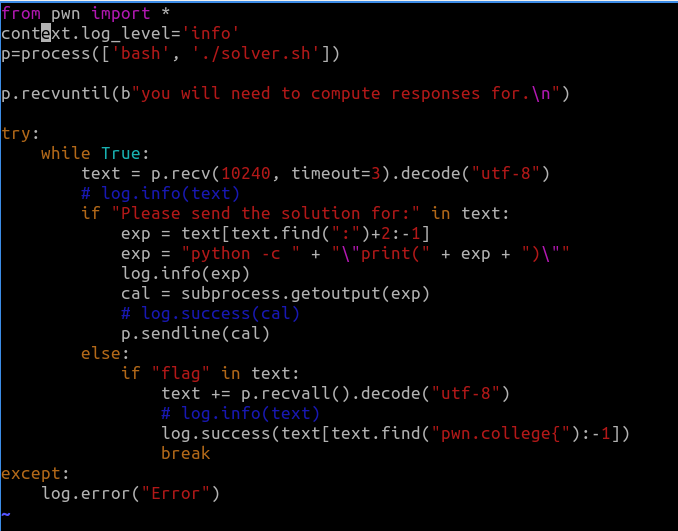 from pwn import *
context.log_level='info'
p=process(['bash', './solver.sh'])

p.recvuntil(b"you will need to compute responses for.\n")

try:
    while True:
        text = p.recv(10240, timeout=3).decode("utf-8")
        # log.info(text)
        if "Please send the solution for:" in text:
            exp = text[text.find(":")+2:-1]
            exp = "python -c " + "\"print(" + exp + ")\""
            log.info(exp)
            cal = subprocess.getoutput(exp)
            # log.success(cal)
            p.sendline(cal)
        else:
            if "flag" in text:
                text += p.recvall().decode("utf-8")
                # log.info(text)
                log.success(text[text.find("pwn.college{"):-1])
                break
except:
    log.error("Error")
~